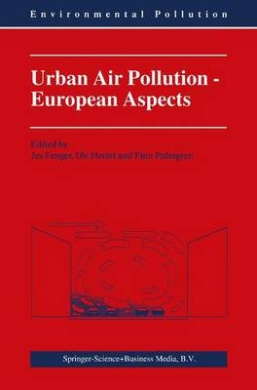 Environmental Pollution
Urban Air Pollution -
European Aspects
Edited by
Jes Fenger, Ole Hertel and Finn Palmgren
Springer-Science+Business Media, B.V.